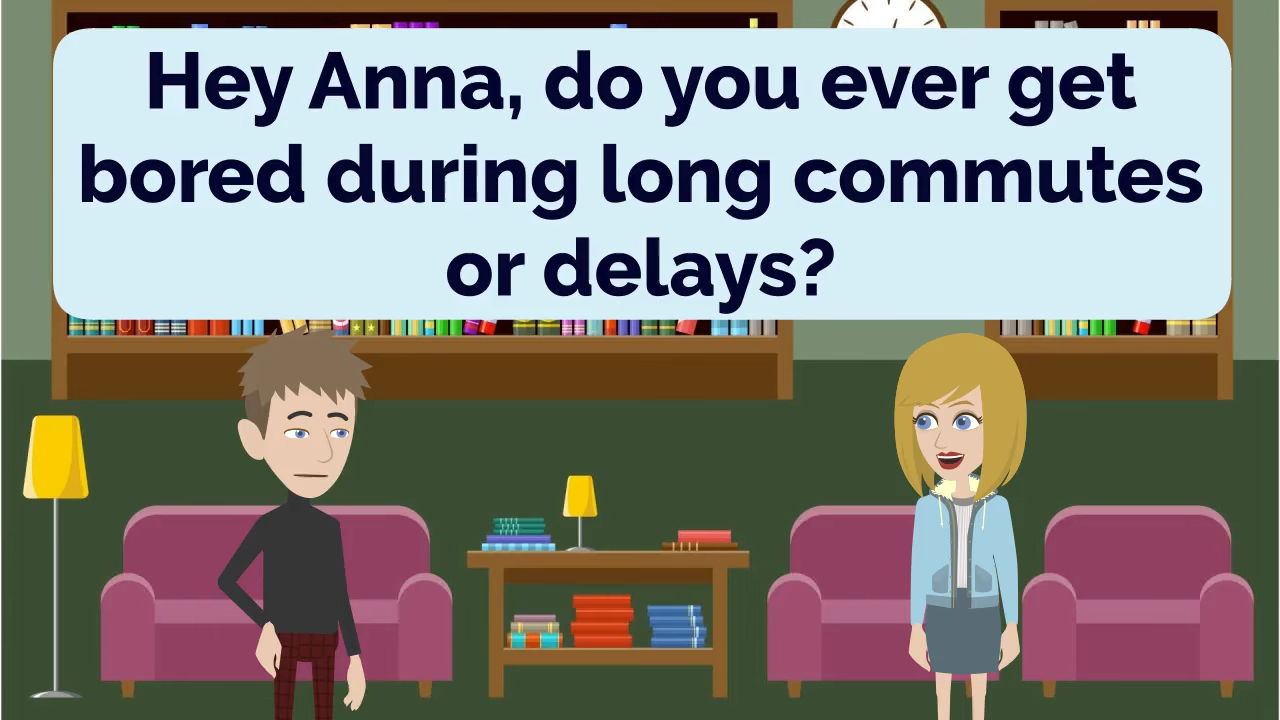 Hey Anna, do you ever get
bored during long commutes
or delays?